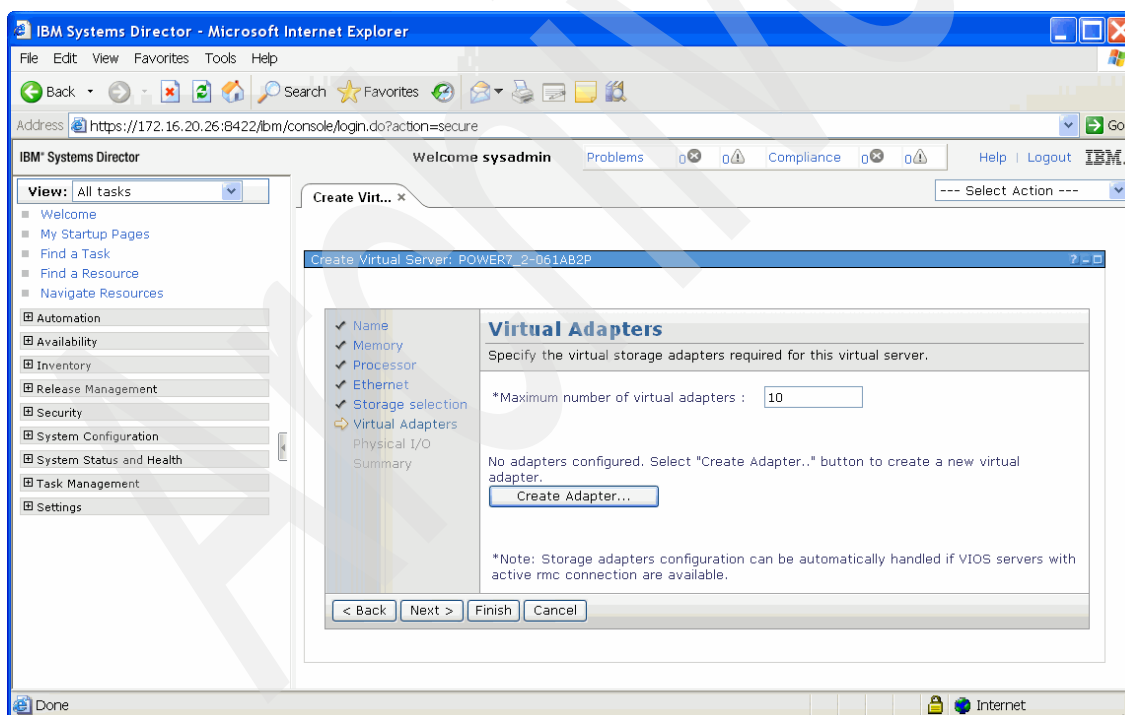 IBM Systems Director - Microsoft Internet Explorer
File Edit View Favorites Tools Help
Back Search Favorites
Address https://172.16.20.26:8422/ibm/console/login.do?action=secure Go
IBM® Systems Director Welcome sysadmin Problems 0 0 Compliance 0 0 Help | Logout IBM.
View: All tasks
Create Virt... × --- Select Action ---
Welcome
My Startup Pages
Find a Task
Find a Resource
Navigate Resources
Automation
Availability
Inventory
Release Management
Security
System Configuration
System Status and Health
Task Management
Settings
Create Virtual Server: POWER7_2-061AB2P
Name
Memory
Processor
Ethernet
Storage selection
Virtual Adapters
Physical I/O
Summary
Virtual Adapters
Specify the virtual storage adapters required for this virtual server.
*Maximum number of virtual adapters : 10
No adapters configured. Select "Create Adapter.." button to create a new virtual
adapter.
Create Adapter...
*Note: Storage adapters configuration can be automatically handled if VIOS servers with
active rmc connection are available.
< Back Next > Finish Cancel
Done Internet